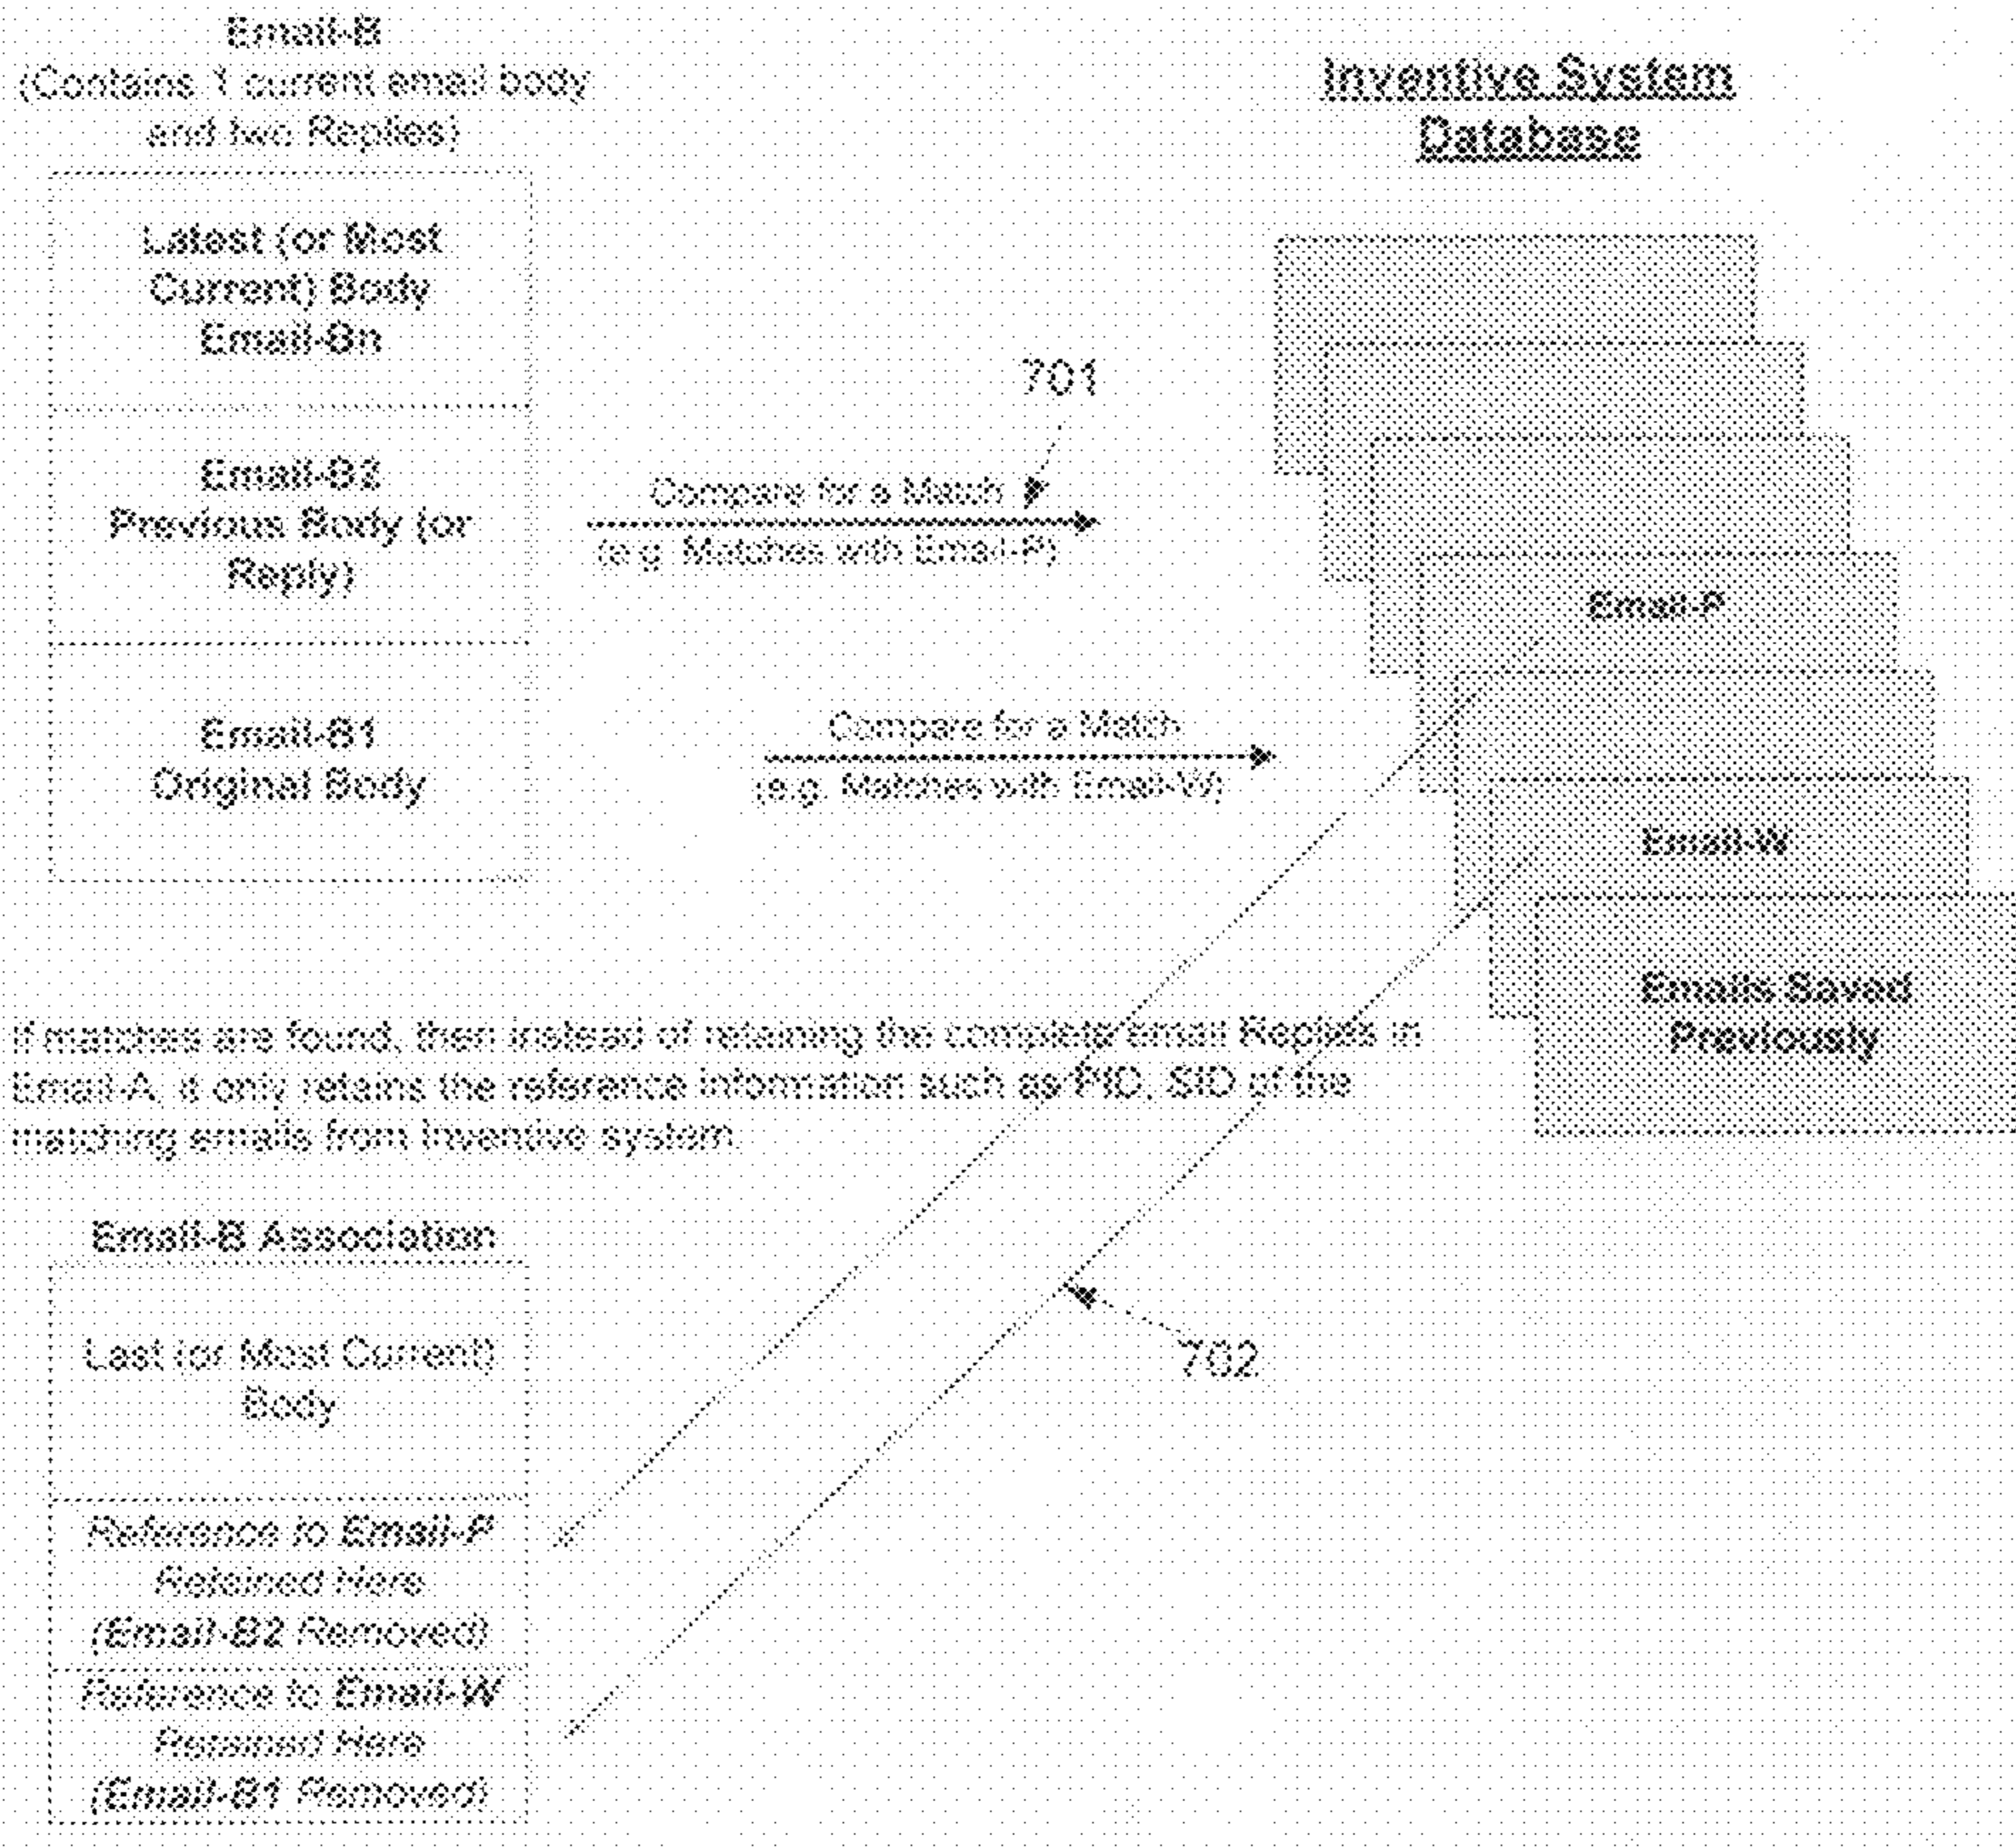 Email-B
(Contains 1 current email body
and two Replies)
Inventive System
Database
Latest (or Most
Current) Body
Email-Bn
701
Email-B2
Previous Body (or
Reply)
Compare for a Match
(e.g. Matches with Email-P)
Email-P
Email-B1
Original Body
Compare for a Match
(e.g. Matches with Email-W)
Email-W
Emails Saved
Previously
If matches are found, then instead of retaining the complete email Replies in
Email-A, it only retains the reference information such as PID, SID of the
matching emails from Inventive system
Email-B Association
Last (or Most Current)
Body
702
Reference to Email-P
Retained Here
(Email-B2 Removed)
Reference to Email-W
Retained Here
(Email-B1 Removed)